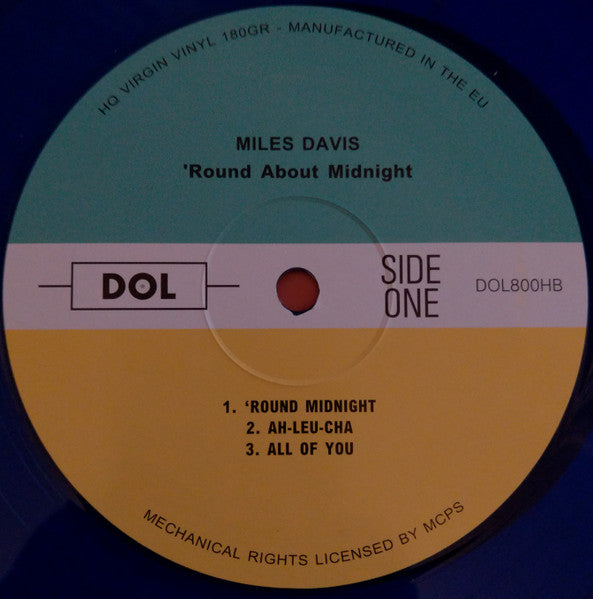 HQ VIRGIN VINYL 180GR - MANUFACTURED IN THE EU
MILES DAVIS
'Round About Midnight
DOL
SIDE
ONE
DOL800HB
1. ‘ROUND MIDNIGHT
2. AH-LEU-CHA
3. ALL OF YOU
MECHANICAL RIGHTS LICENSED BY MCPS